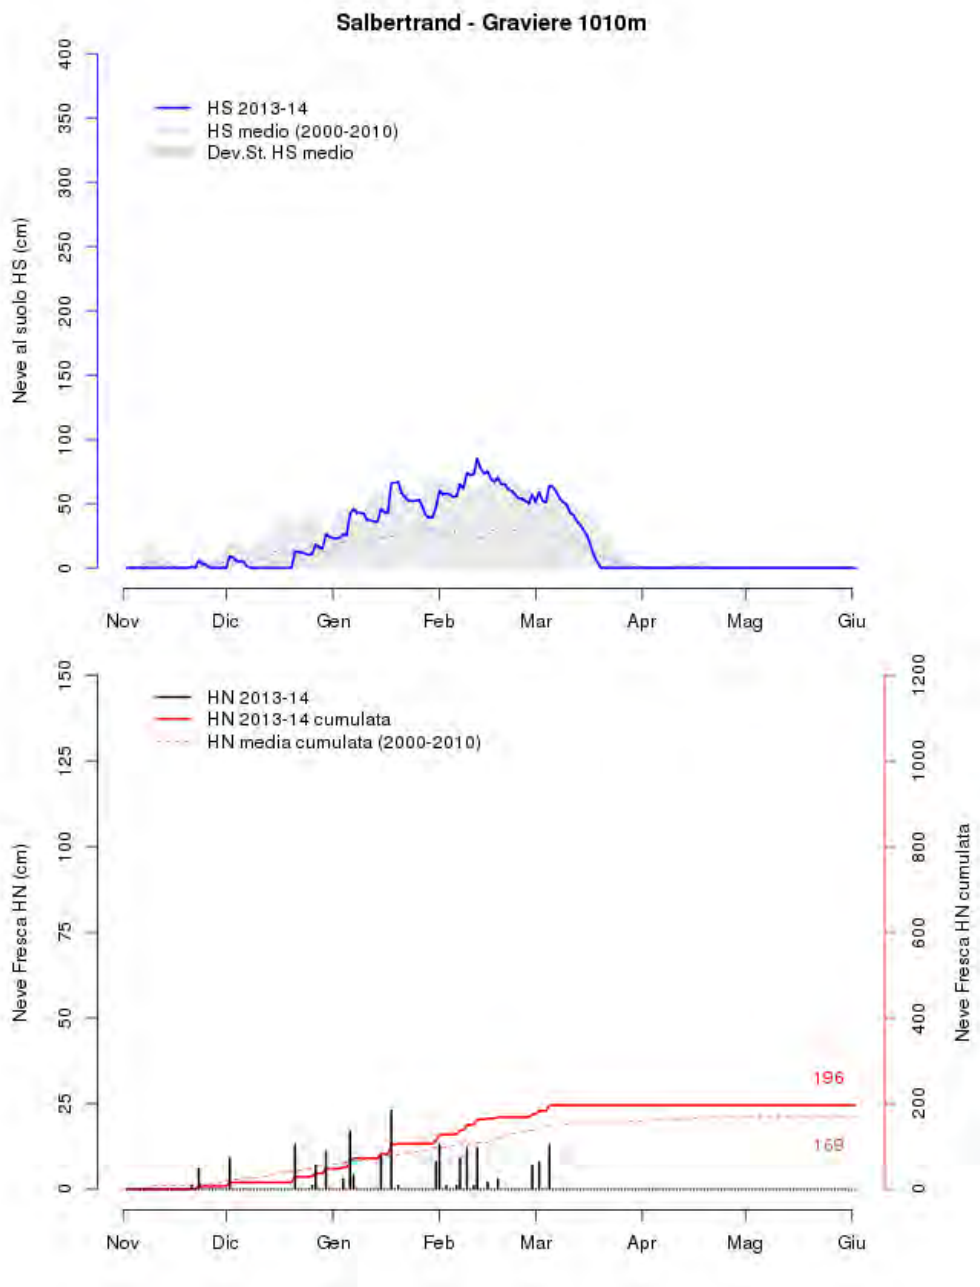 Salbertrand - Graviere 1010m
HS 2013-14
HS medio (2000-2010)
Dev.St. HS medio
Neve al suolo HS (cm)
400
350
300
250
200
150
100
50
0
Nov Dic Gen Feb Mar Apr Mag Giu
HN 2013-14
HN 2013-14 cumulata
HN media cumulata (2000-2010)
Neve Fresca HN (cm)
150
125
100
75
50
25
0
1200
1000
800
600
400
200
0
Neve Fresca HN cumulata
196
169
Nov Dic Gen Feb Mar Apr Mag Giu